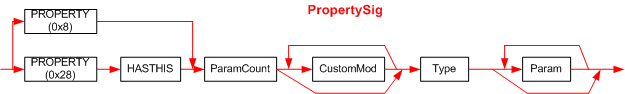 PropertySig
PROPERTY
(0x8)
PROPERTY
(0x28)
HASTHIS
ParamCount
CustomMod
Type
Param